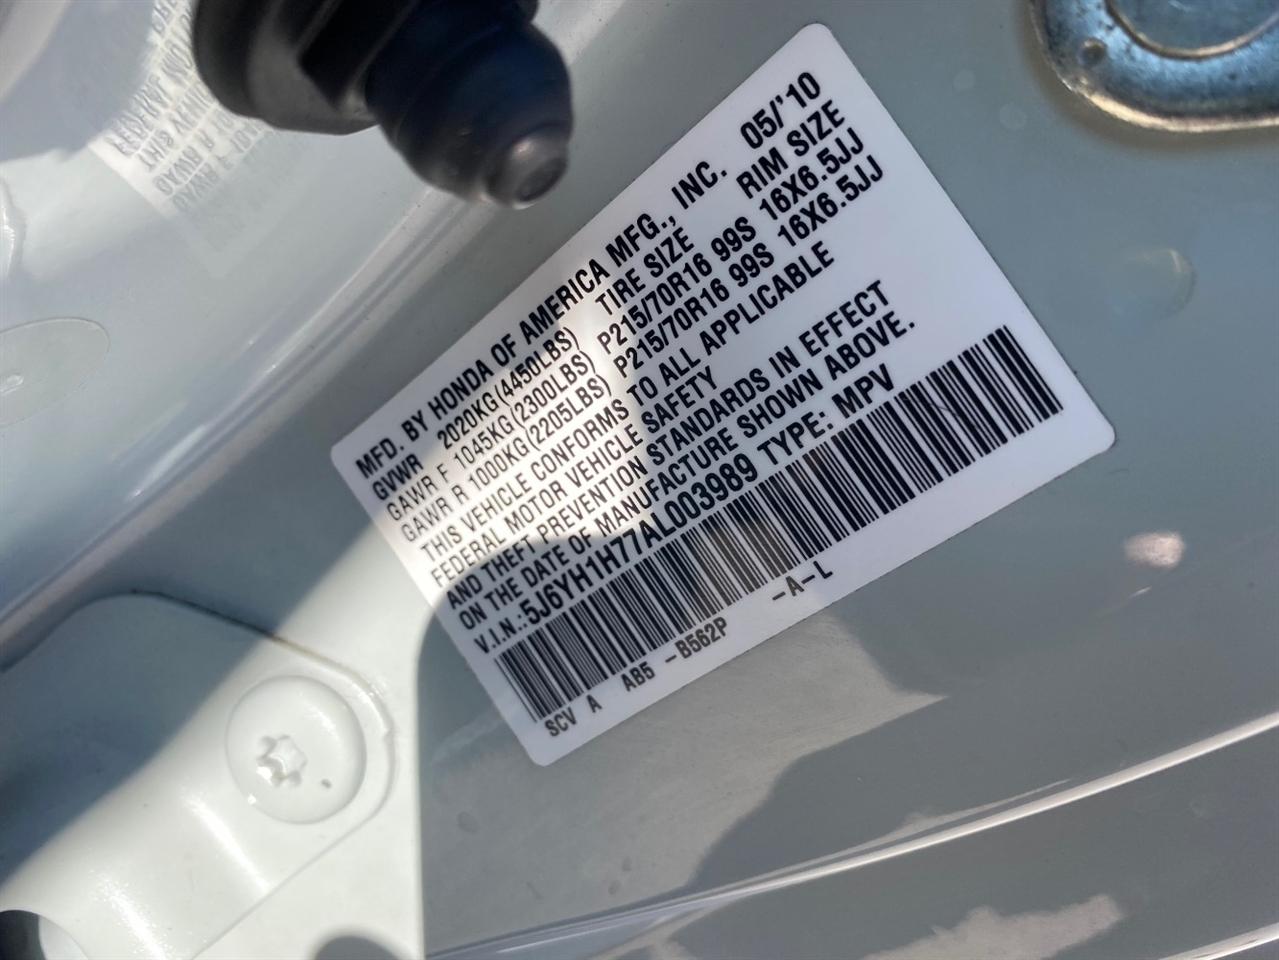 MFD. BY HONDA OF AMERICA MFG., INC. 05/'10
GVWR 2020KG(4450LBS) TIRE SIZE RIM SIZE
GAWR F 1045KG(2300LBS) P215/70R16 99S 16X6.5JJ
GAWR R 1000KG(2205LBS) P215/70R16 99S 16X6.5JJ
THIS VEHICLE CONFORMS TO ALL APPLICABLE
FEDERAL MOTOR VEHICLE SAFETY
AND THEFT PREVENTION STANDARDS IN EFFECT
ON THE DATE OF MANUFACTURE SHOWN ABOVE.
V.I.N.:5J6YH1H77AL003989 TYPE: MPV
SCV A AB5 -B562P -A-L